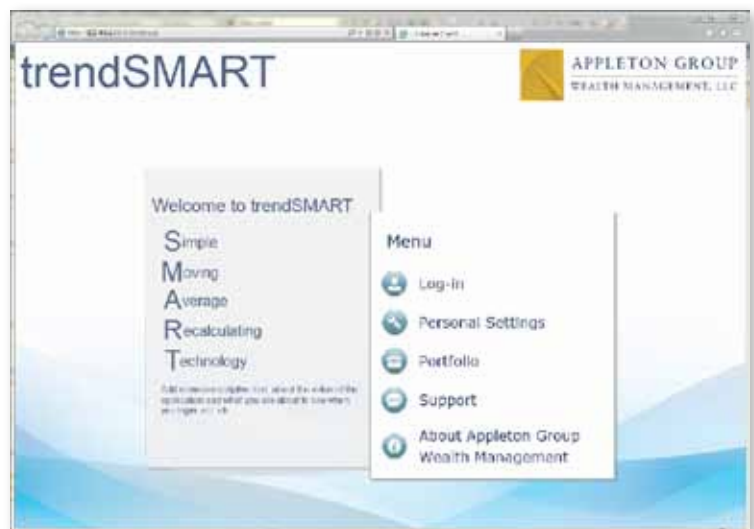 trendSMART
APPLETON GROUP
WEALTH MANAGEMENT, LLC
Welcome to trendSMART
Simple
Moving
Average
Recalculating
Technology
Menu
Log-in
Personal Settings
Portfolio
Support
About Appleton Group
Wealth Management